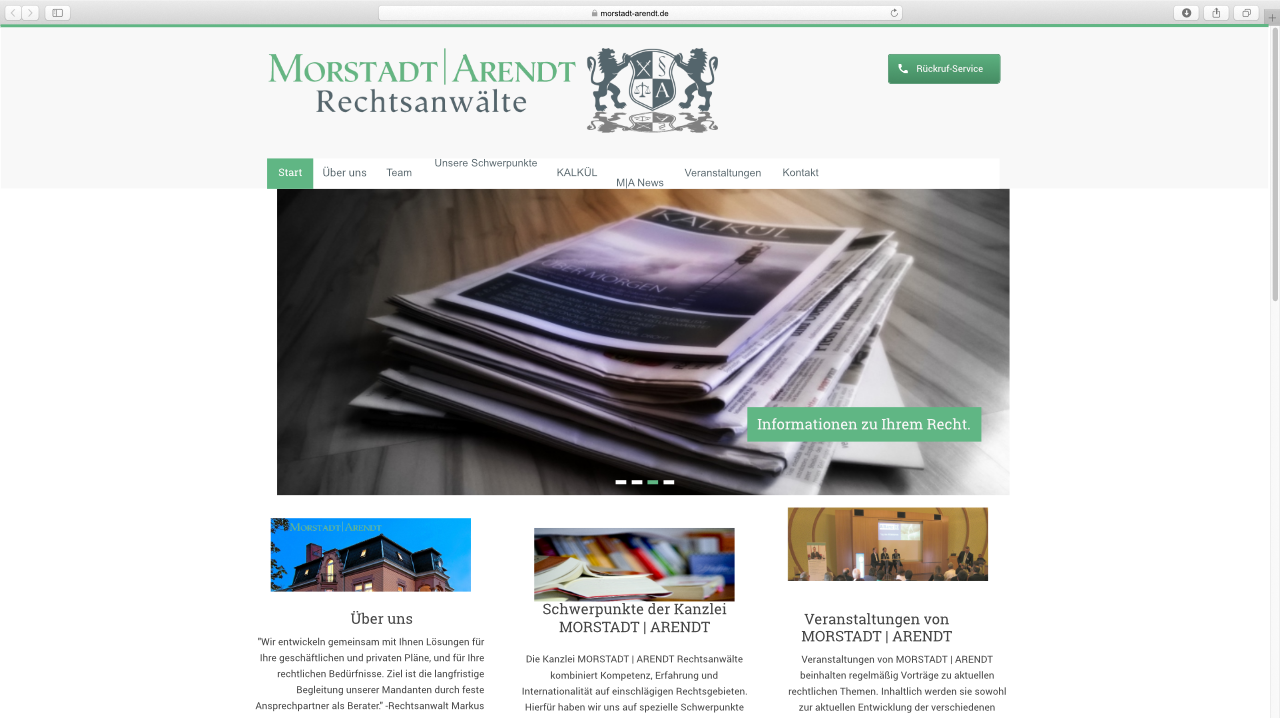 morstadt-arendt.de
MORSTADT|ARENDT
Rechtsanwälte
X § A
Rückruf-Service
Start Über uns Team Unsere Schwerpunkte KALKÜL M|A News Veranstaltungen Kontakt
KALKÜL
ÜBER MORGEN
Informationen zu Ihrem Recht.
MORSTADT|ARENDT
Über uns
"Wir entwickeln gemeinsam mit Ihnen Lösungen für
Ihre geschäftlichen und privaten Pläne, und für Ihre
rechtlichen Bedürfnisse. Ziel ist die langfristige
Begleitung unserer Mandanten durch feste
Ansprechpartner als Berater." -Rechtsanwalt Markus
Schwerpunkte der Kanzlei
MORSTADT | ARENDT
Die Kanzlei MORSTADT | ARENDT Rechtsanwälte
kombiniert Kompetenz, Erfahrung und
Internationalität auf einschlägigen Rechtsgebieten.
Hierfür haben wir uns auf spezielle Schwerpunkte
Veranstaltungen von
MORSTADT | ARENDT
Veranstaltungen von MORSTADT | ARENDT
beinhalten regelmäßig Vorträge zu aktuellen
rechtlichen Themen. Inhaltlich werden sie sowohl
zur aktuellen Entwicklung der verschiedenen